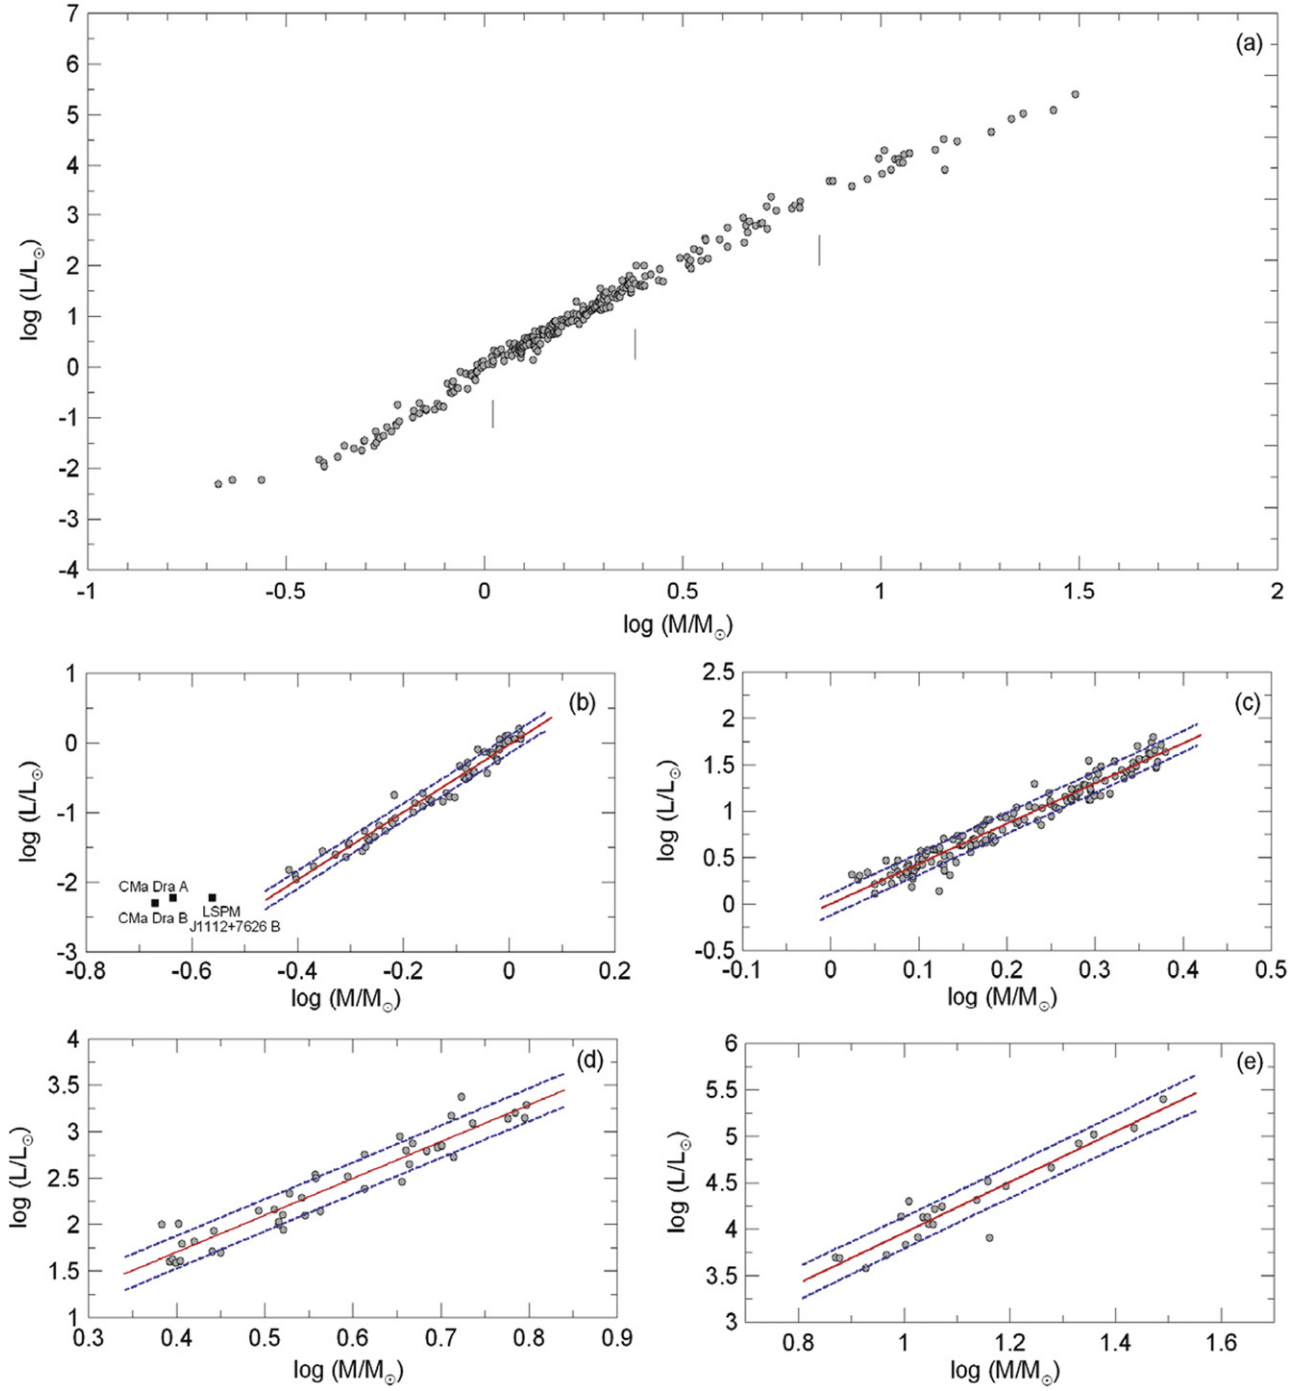 (a)
7
6
5
4
3
2
1
0
-1
-2
-3
-4
log (L/L☉)
-1 -0.5 0 0.5 1 1.5 2
log (M/M☉)
(b)
1
0
-1
-2
-3
log (L/L☉)
CMa Dra A
CMa Dra B
LSPM
J1112+7626 B
-0.8 -0.6 -0.4 -0.2 0 0.2
log (M/M☉)
(c)
2.5
2
1.5
1
0.5
0
-0.5
log (L/L☉)
-0.1 0 0.1 0.2 0.3 0.4 0.5
log (M/M☉)
(d)
4
3.5
3
2.5
2
1.5
1
log (L/L☉)
0.3 0.4 0.5 0.6 0.7 0.8 0.9
log (M/M☉)
(e)
6
5.5
5
4.5
4
3.5
3
log (L/L☉)
0.8 1 1.2 1.4 1.6
log (M/M☉)